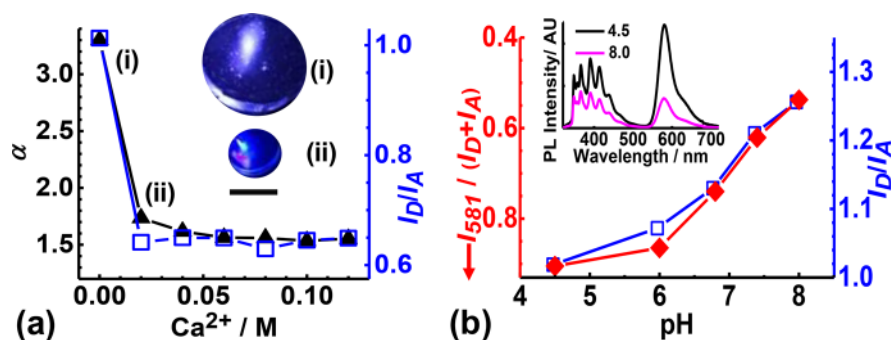 3.0
2.5
2.0
1.5
α
(i)
(ii)
(i)
(ii)
1.0
0.8
0.6
I_D/I_A
0.00
0.05
0.10
Ca²⁺ / M
(a)
0.4
0.6
0.8
I₅₈₁ / (I_D+I_A)
PL Intensity/ AU
4.5
8.0
400 500 600 700
Wavelength / nm
1.3
1.2
1.1
1.0
I_D/I_A
4 5 6 7 8
pH
(b)